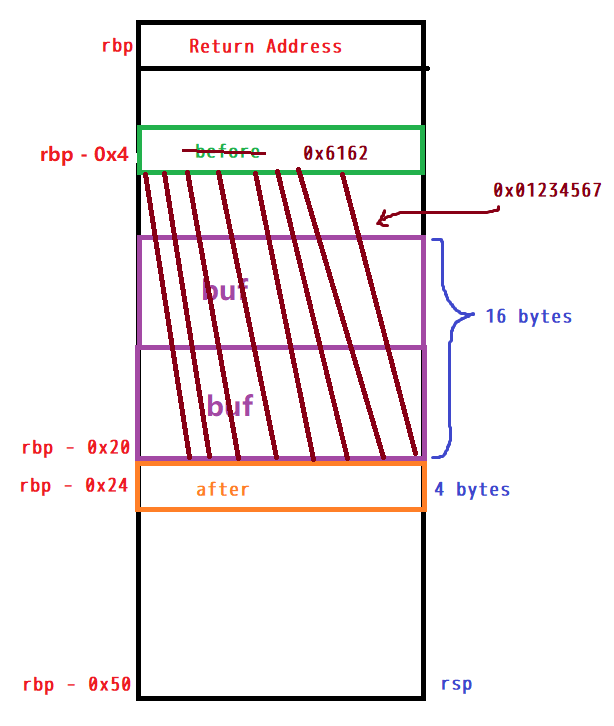 rbp
Return Address
rbp - 0x4
before
0x6162
0x01234567
buf
16 bytes
buf
rbp - 0x20
rbp - 0x24
after
4 bytes
rbp - 0x50
rsp